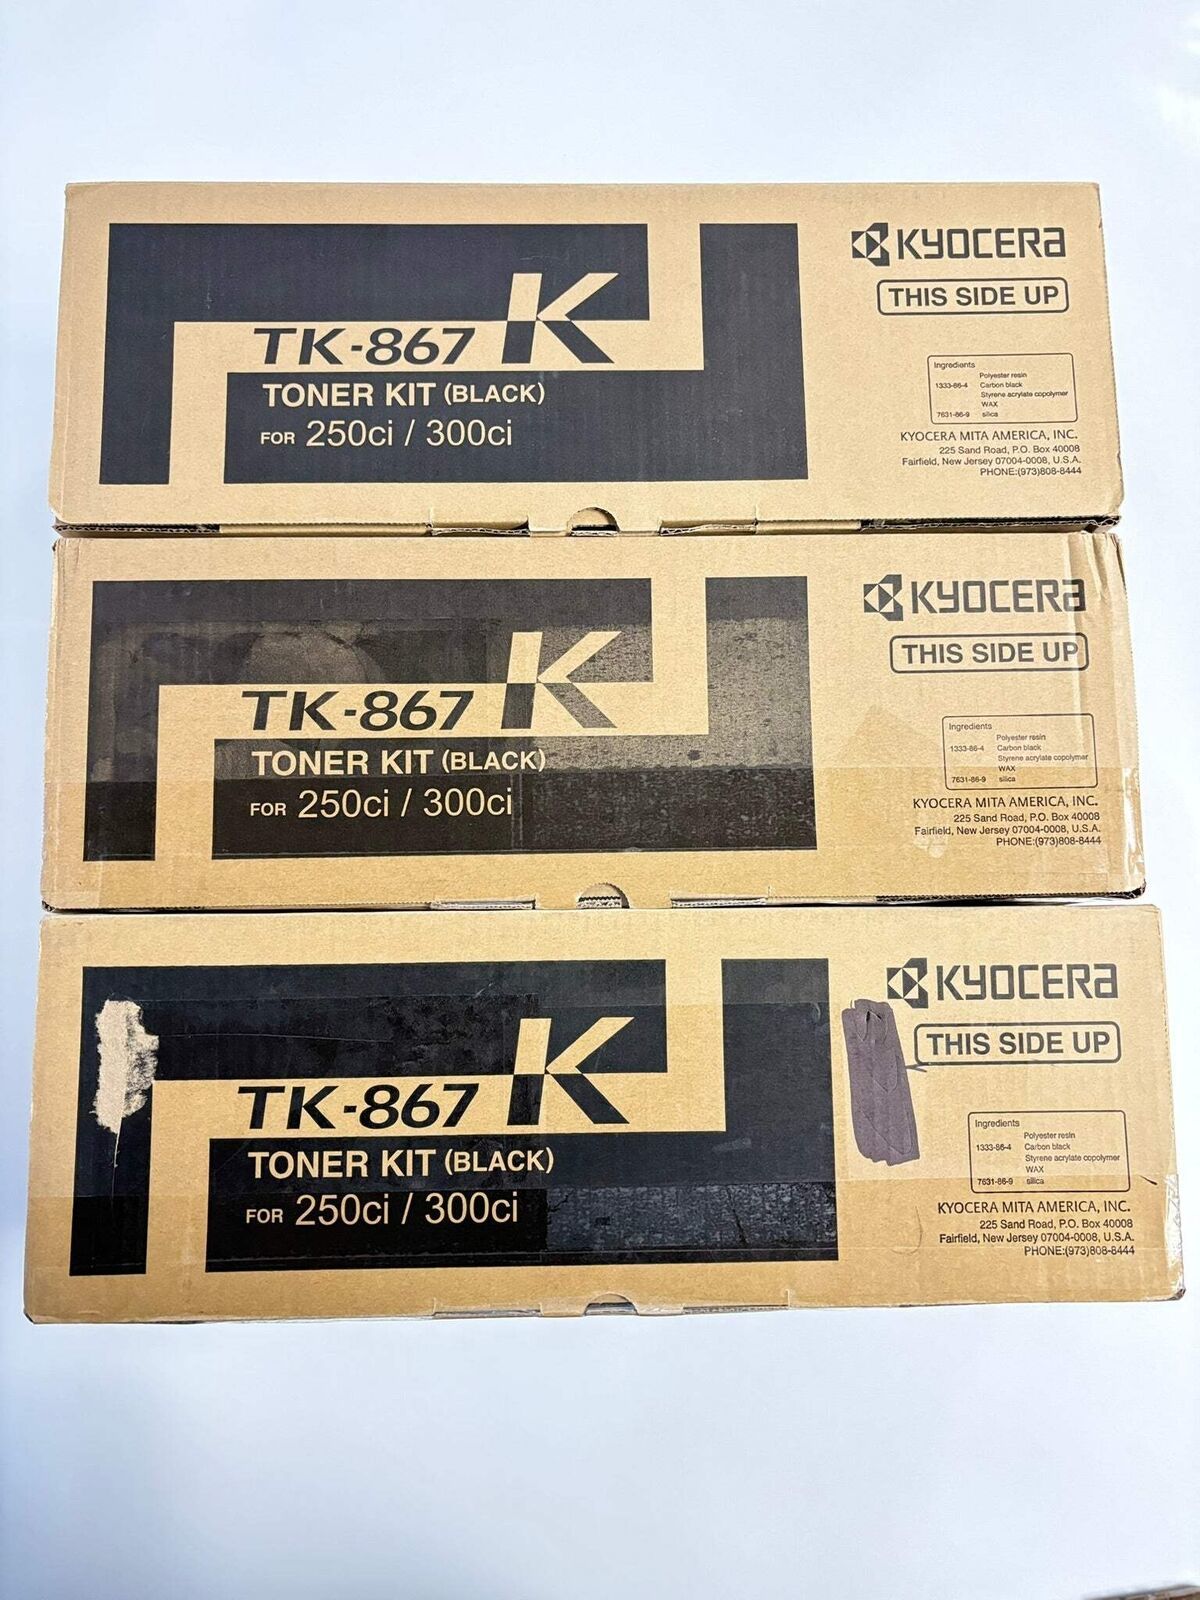 KYOCERA
THIS SIDE UP
TK-867 K
TONER KIT (BLACK)
FOR 250ci / 300ci
Ingredients
Polyester resin
1333-86-4 Carbon black
Styrene acrylate copolymer
WAX
7631-86-9 silica
KYOCERA MITA AMERICA, INC.
225 Sand Road, P.O. Box 40008
Fairfield, New Jersey 07004-0008, U.S.A.
PHONE:(973)808-8444
KYOCERA
THIS SIDE UP
TK-867 K
TONER KIT (BLACK)
FOR 250ci / 300ci
Ingredients
Polyester resin
1333-86-4 Carbon black
Styrene acrylate copolymer
WAX
7631-86-9 silica
KYOCERA MITA AMERICA, INC.
225 Sand Road, P.O. Box 40008
Fairfield, New Jersey 07004-0008, U.S.A.
PHONE:(973)808-8444
KYOCERA
THIS SIDE UP
TK-867 K
TONER KIT (BLACK)
FOR 250ci / 300ci
Ingredients
Polyester resin
1333-86-4 Carbon black
Styrene acrylate copolymer
WAX
7631-86-9 silica
KYOCERA MITA AMERICA, INC.
225 Sand Road, P.O. Box 40008
Fairfield, New Jersey 07004-0008, U.S.A.
PHONE:(973)808-8444